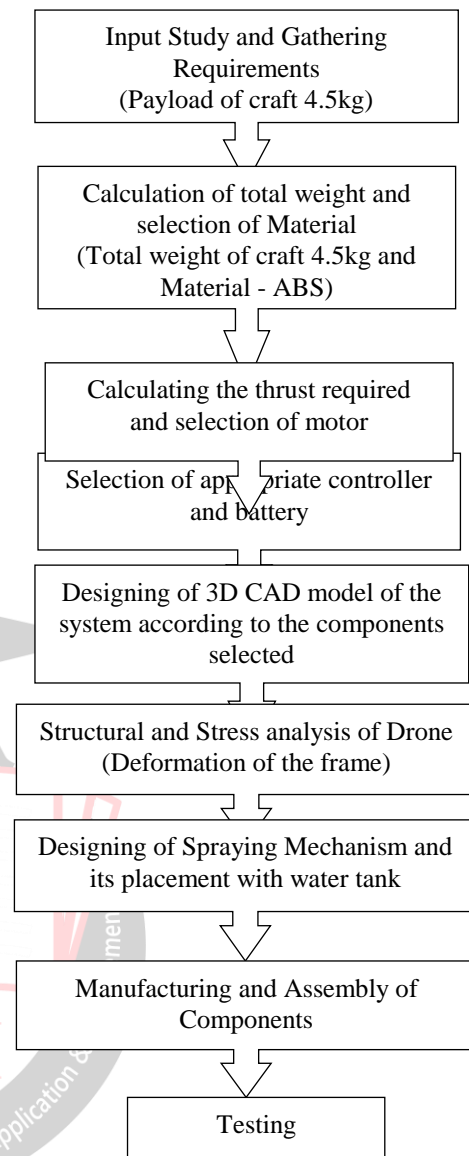 Input Study and Gathering
Requirements
(Payload of craft 4.5kg)
Calculation of total weight and
selection of Material
(Total weight of craft 4.5kg and
Material - ABS)
Calculating the thrust required
and selection of motor
Selection of appropriate controller
and battery
Designing of 3D CAD model of the
system according to the components
selected
Structural and Stress analysis of Drone
(Deformation of the frame)
Designing of Spraying Mechanism and
its placement with water tank
Manufacturing and Assembly of
Components
Testing